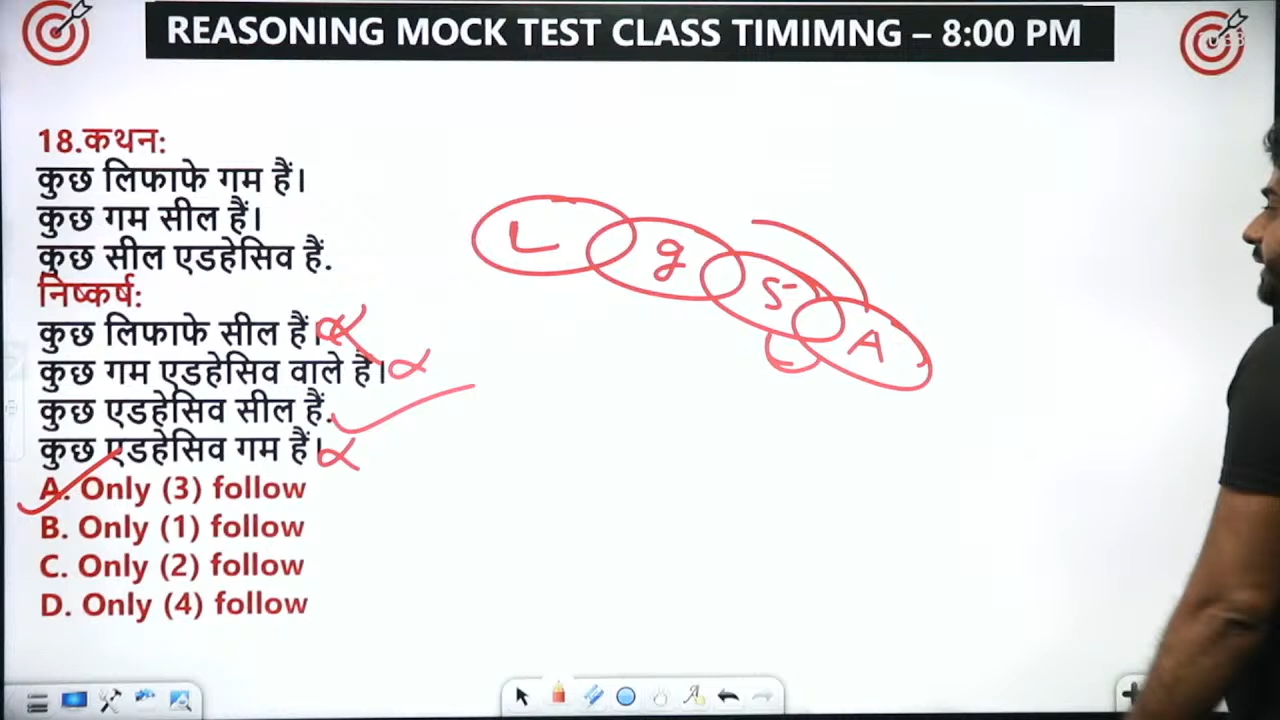 REASONING MOCK TEST CLASS TIMIMNG – 8:00 PM
18.कथन:
कुछ लिफाफे गम हैं।
कुछ गम सील हैं।
कुछ सील एडहेसिव हैं.
निष्कर्ष:
कुछ लिफाफे सील हैं।
कुछ गम एडहेसिव वाले है।
कुछ एडहेसिव सील हैं.
कुछ एडहेसिव गम हैं।
A. Only (3) follow
B. Only (1) follow
C. Only (2) follow
D. Only (4) follow
L
g
S
A